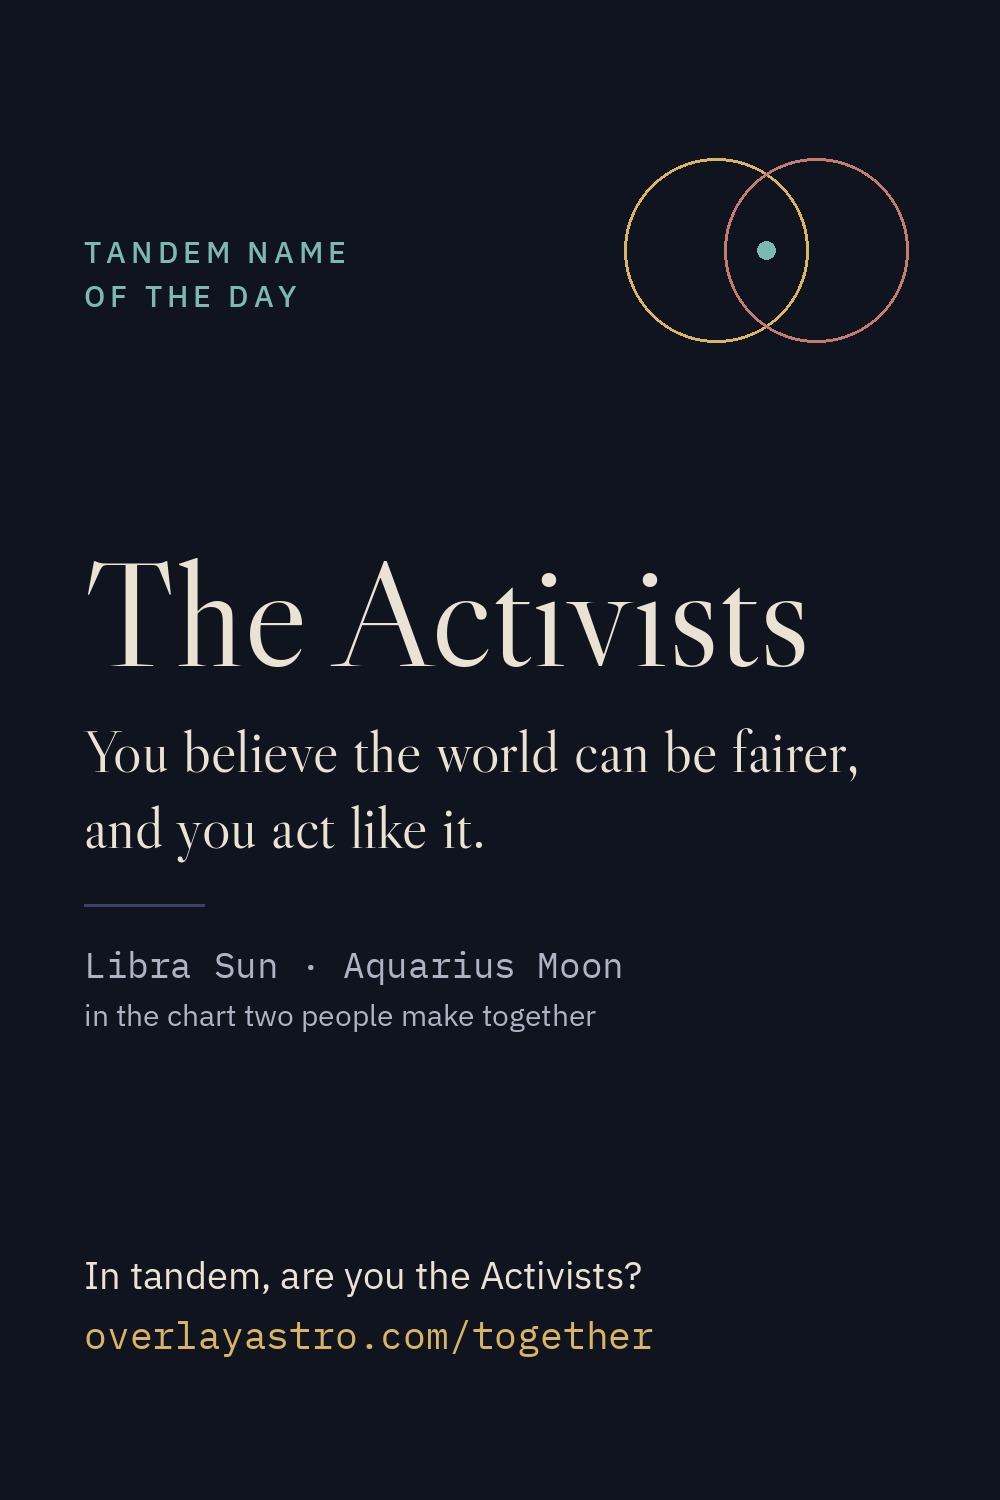 TANDEM NAME
OF THE DAY
The Activists
You believe the world can be fairer,
and you act like it.
Libra Sun · Aquarius Moon
in the chart two people make together
In tandem, are you the Activists?
overlayastro.com/together